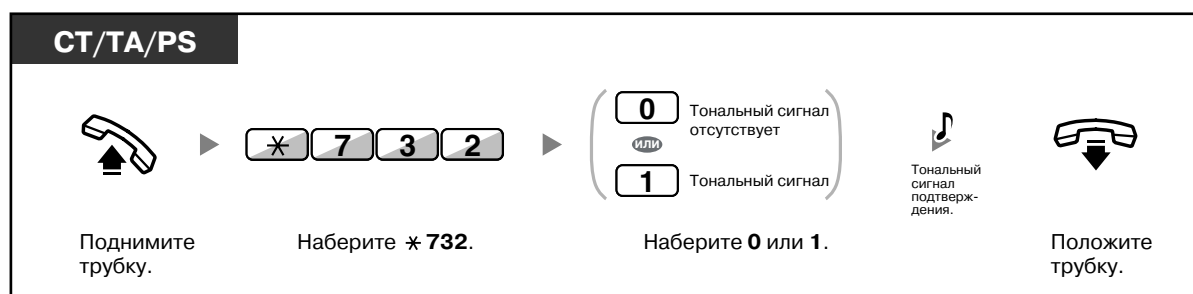 CT/TA/PS
* 7 3 2
0 Тональный сигнал
отсутствует
или
1 Тональный сигнал
Тональный
сигнал
подтверж-
дения.
Поднимите
трубку.
Наберите * 732.
Наберите 0 или 1.
Положите
трубку.